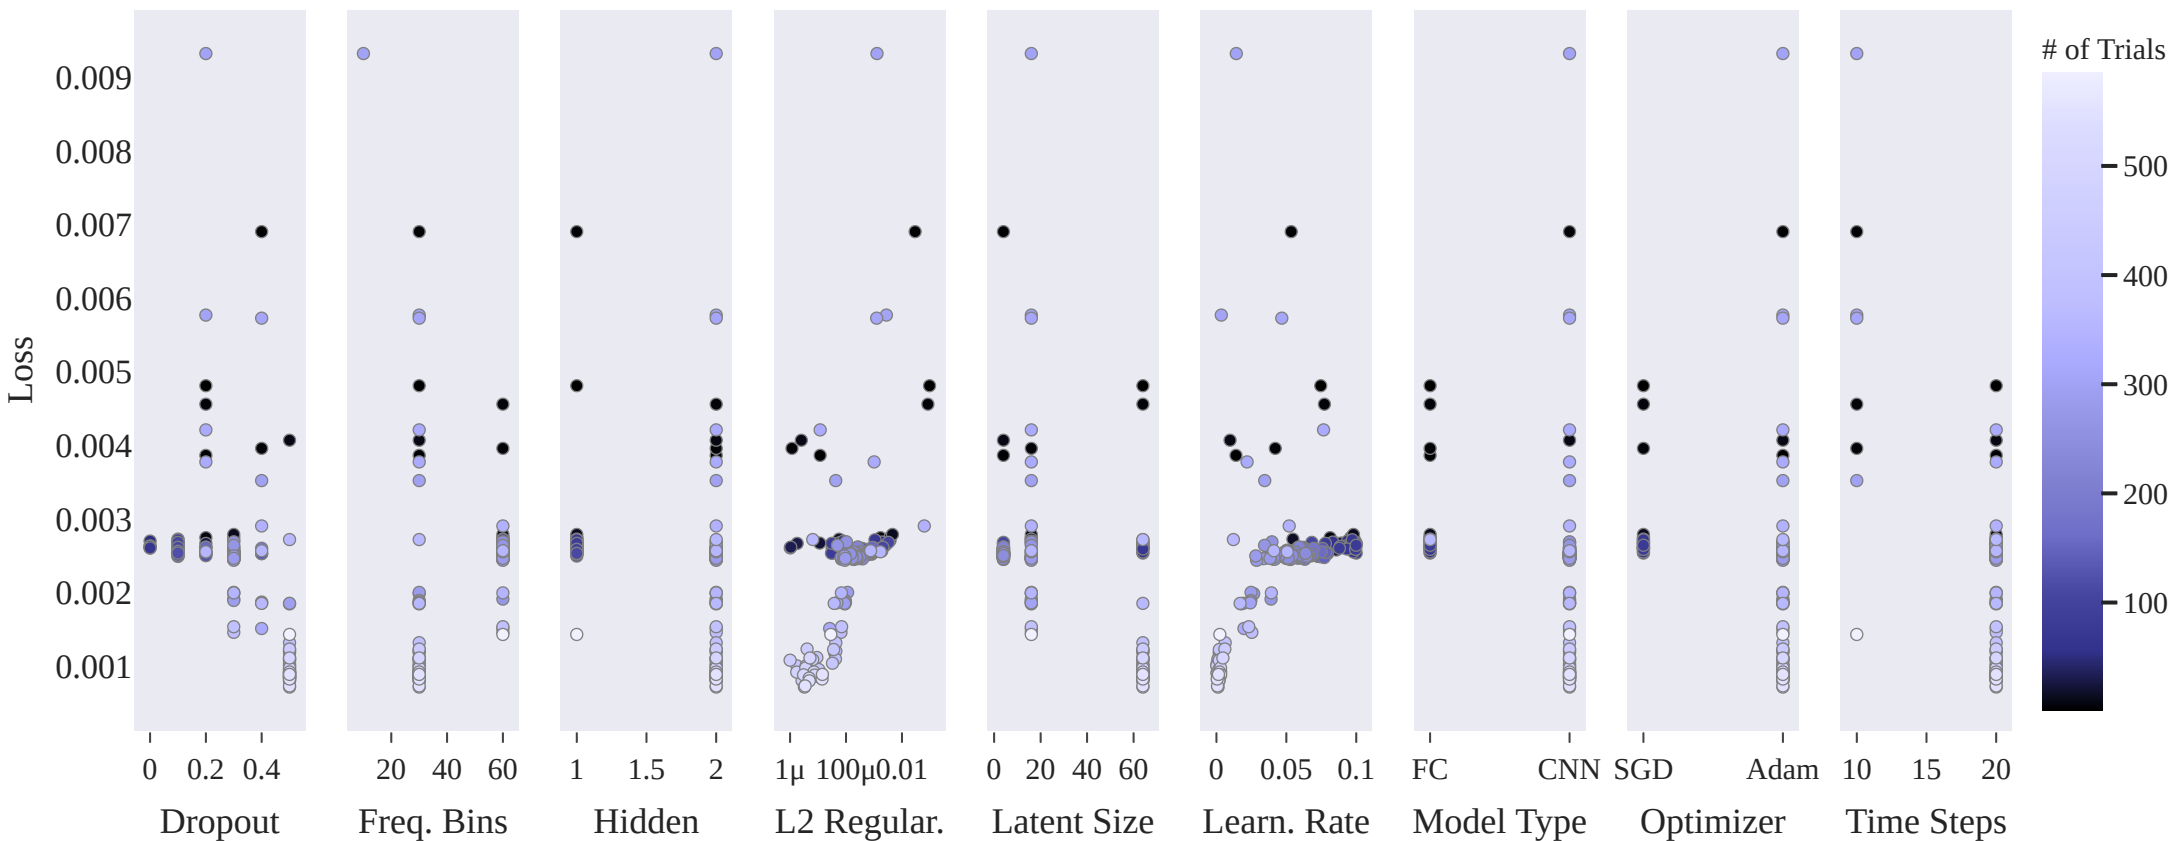 # of Trials
Loss
0.009
0.008
0.007
0.006
0.005
0.004
0.003
0.002
0.001
500
400
300
200
100
0 0.2 0.4
20 40 60
1 1.5 2
1μ 100μ 0.01
0 20 40 60
0 0.05 0.1
FC CNN
SGD Adam
10 15 20
Dropout
Freq. Bins
Hidden
L2 Regular.
Latent Size
Learn. Rate
Model Type
Optimizer
Time Steps